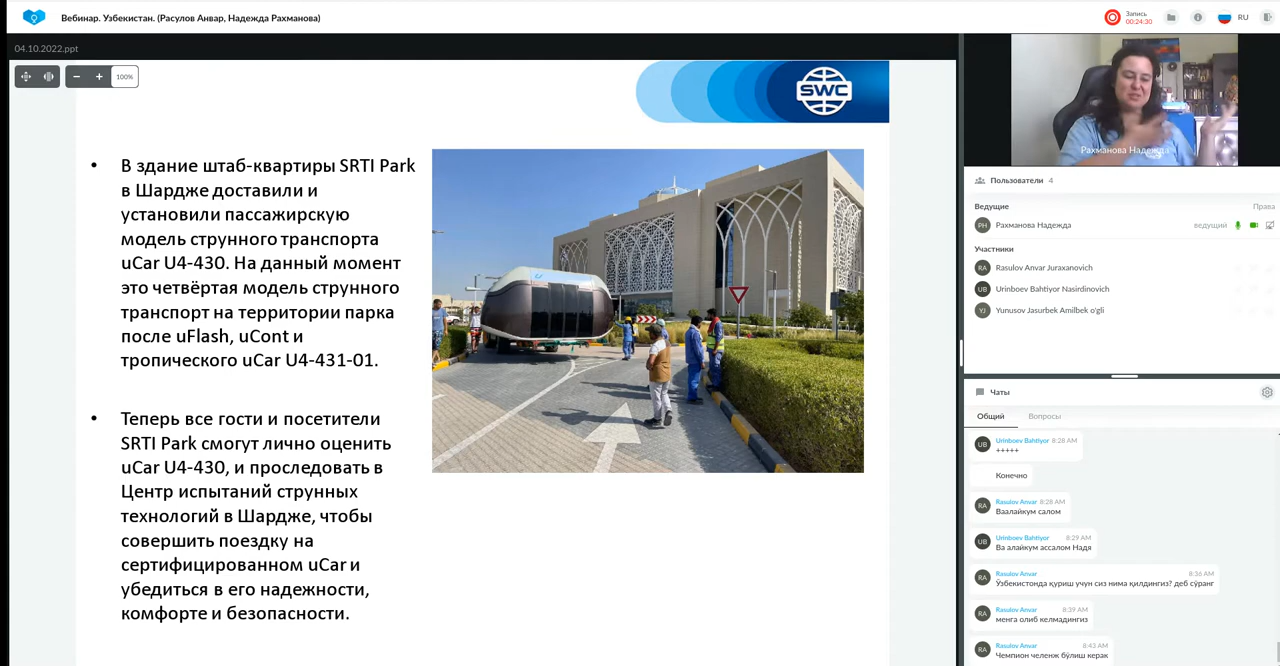 Вебинар. Узбекистан. (Расулов Анвар, Надежда Рахманова)
Запись
00:24:30
RU
04.10.2022.ppt
100%
SWC
В здание штаб-квартиры SRTI Park
в Шардже доставили и
установили пассажирскую
модель струнного транспорта
uCar U4-430. На данный момент
это четвёртая модель струнного
транспорт на территории парка
после uFlash, uCont и
тропического uCar U4-431-01.
Теперь все гости и посетители
SRTI Park смогут лично оценить
uCar U4-430, и проследовать в
Центр испытаний струнных
технологий в Шардже, чтобы
совершить поездку на
сертифицированном uCar и
убедиться в его надежности,
комфорте и безопасности.
Рахманова Надежда
Пользователи 4
Ведущие Права
РН Рахманова Надежда ведущий
Участники
RA Rasulov Anvar Juraxanovich
UB Urinboev Bahtiyor Nasirdinovich
YJ Yunusov Jasurbek Amilbek o'gli
Чаты
Общий Вопросы
UB Urinboev Bahtiyor 8:28 AM
+++++
Конечно
RA Rasulov Anvar 8:28 AM
Ваалайкум салом
UB Urinboev Bahtiyor 8:29 AM
Ва алайкум ассалом Надя
RA Rasulov Anvar 8:36 AM
Ўзбекистонда қуриш учун сиз нима қилдингиз? деб сўранг
RA Rasulov Anvar 8:39 AM
менга олиб келмадингиз
RA Rasulov Anvar 8:43 AM
Чемпион челенж бўлиш керак